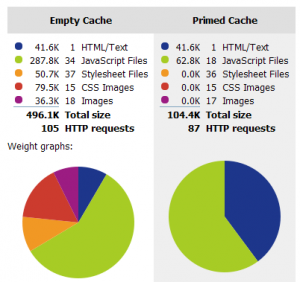 Empty Cache
41.6K 1 HTML/Text
287.8K 34 JavaScript Files
50.7K 37 Stylesheet Files
79.5K 15 CSS Images
36.3K 18 Images
496.1K Total size
105 HTTP requests
Weight graphs:
Primed Cache
41.6K 1 HTML/Text
62.8K 18 JavaScript Files
0.0K 36 Stylesheet Files
0.0K 15 CSS Images
0.0K 17 Images
104.4K Total size
87 HTTP requests